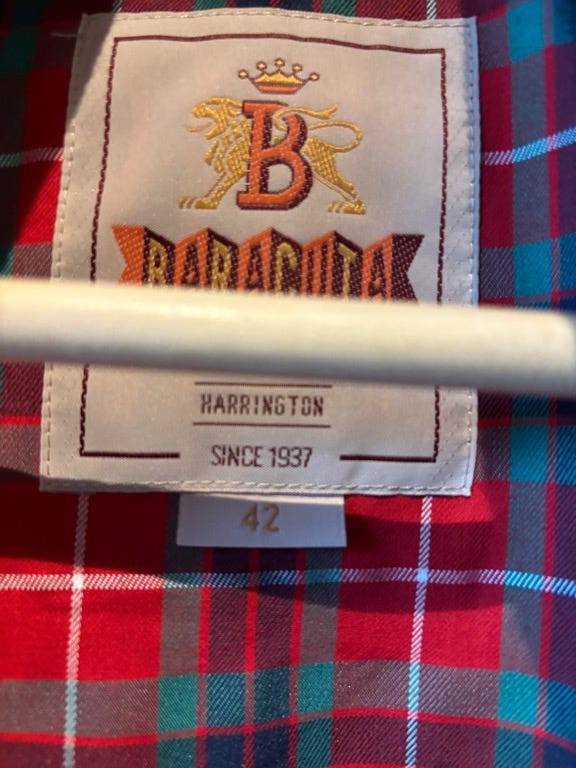 B
BARACUTA
HARRINGTON
SINCE 1937
42